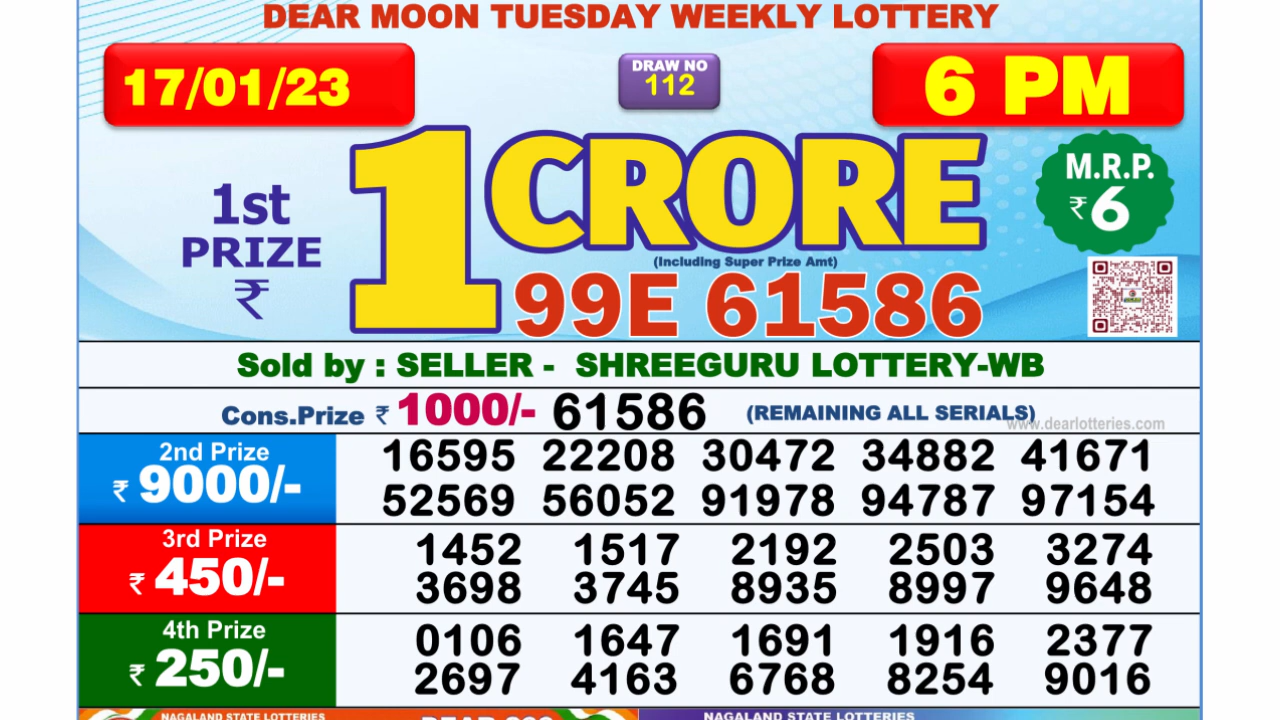 DEAR MOON TUESDAY WEEKLY LOTTERY
17/01/23
DRAW NO
112
6 PM
1st
PRIZE
₹
1 CRORE
(Including Super Prize Amt)
99E 61586
M.R.P.
₹6
Sold by : SELLER - SHREEGURU LOTTERY-WB
Cons.Prize ₹ 1000/- 61586 (REMAINING ALL SERIALS)
www.dearlotteries.com
2nd Prize
₹ 9000/-
16595 22208 30472 34882 41671
52569 56052 91978 94787 97154
3rd Prize
₹ 450/-
1452 1517 2192 2503 3274
3698 3745 8935 8997 9648
4th Prize
₹ 250/-
0106 1647 1691 1916 2377
2697 4163 6768 8254 9016
NAGALAND STATE LOTTERIES
NAGALAND STATE LOTTERIES